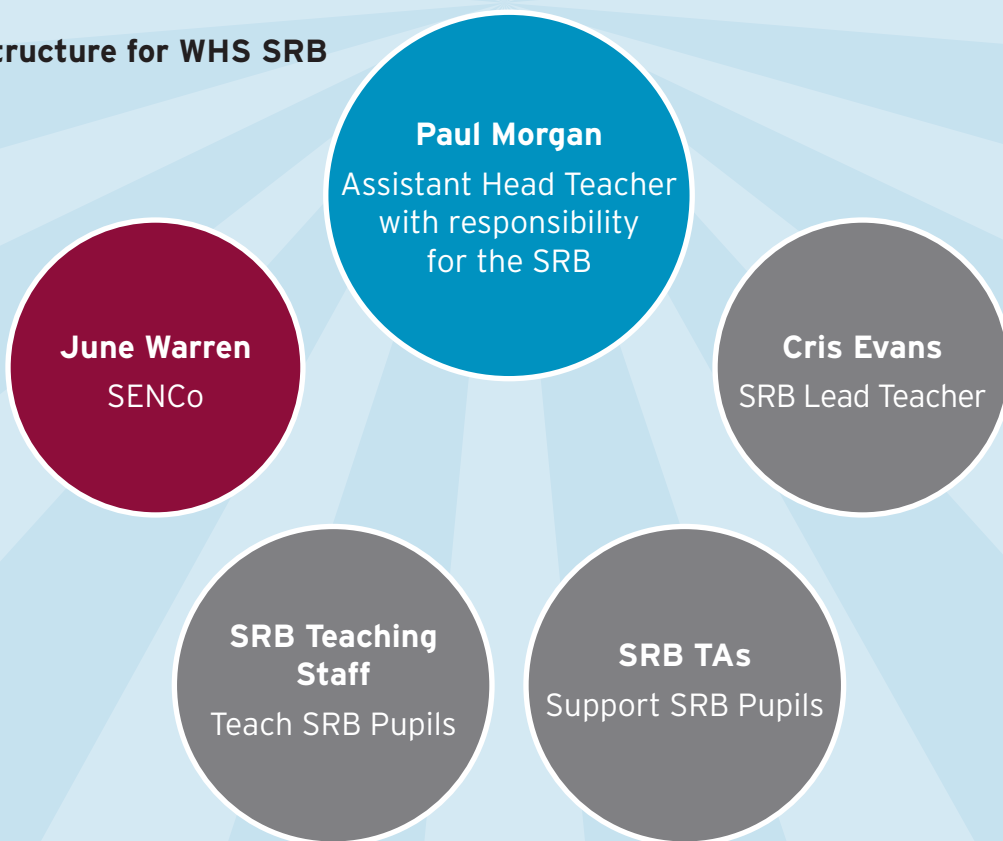 tructure for WHS SRB
Paul Morgan
Assistant Head Teacher
with responsibility
for the SRB
June Warren
SENCo
Cris Evans
SRB Lead Teacher
SRB Teaching
Staff
Teach SRB Pupils
SRB TAs
Support SRB Pupils